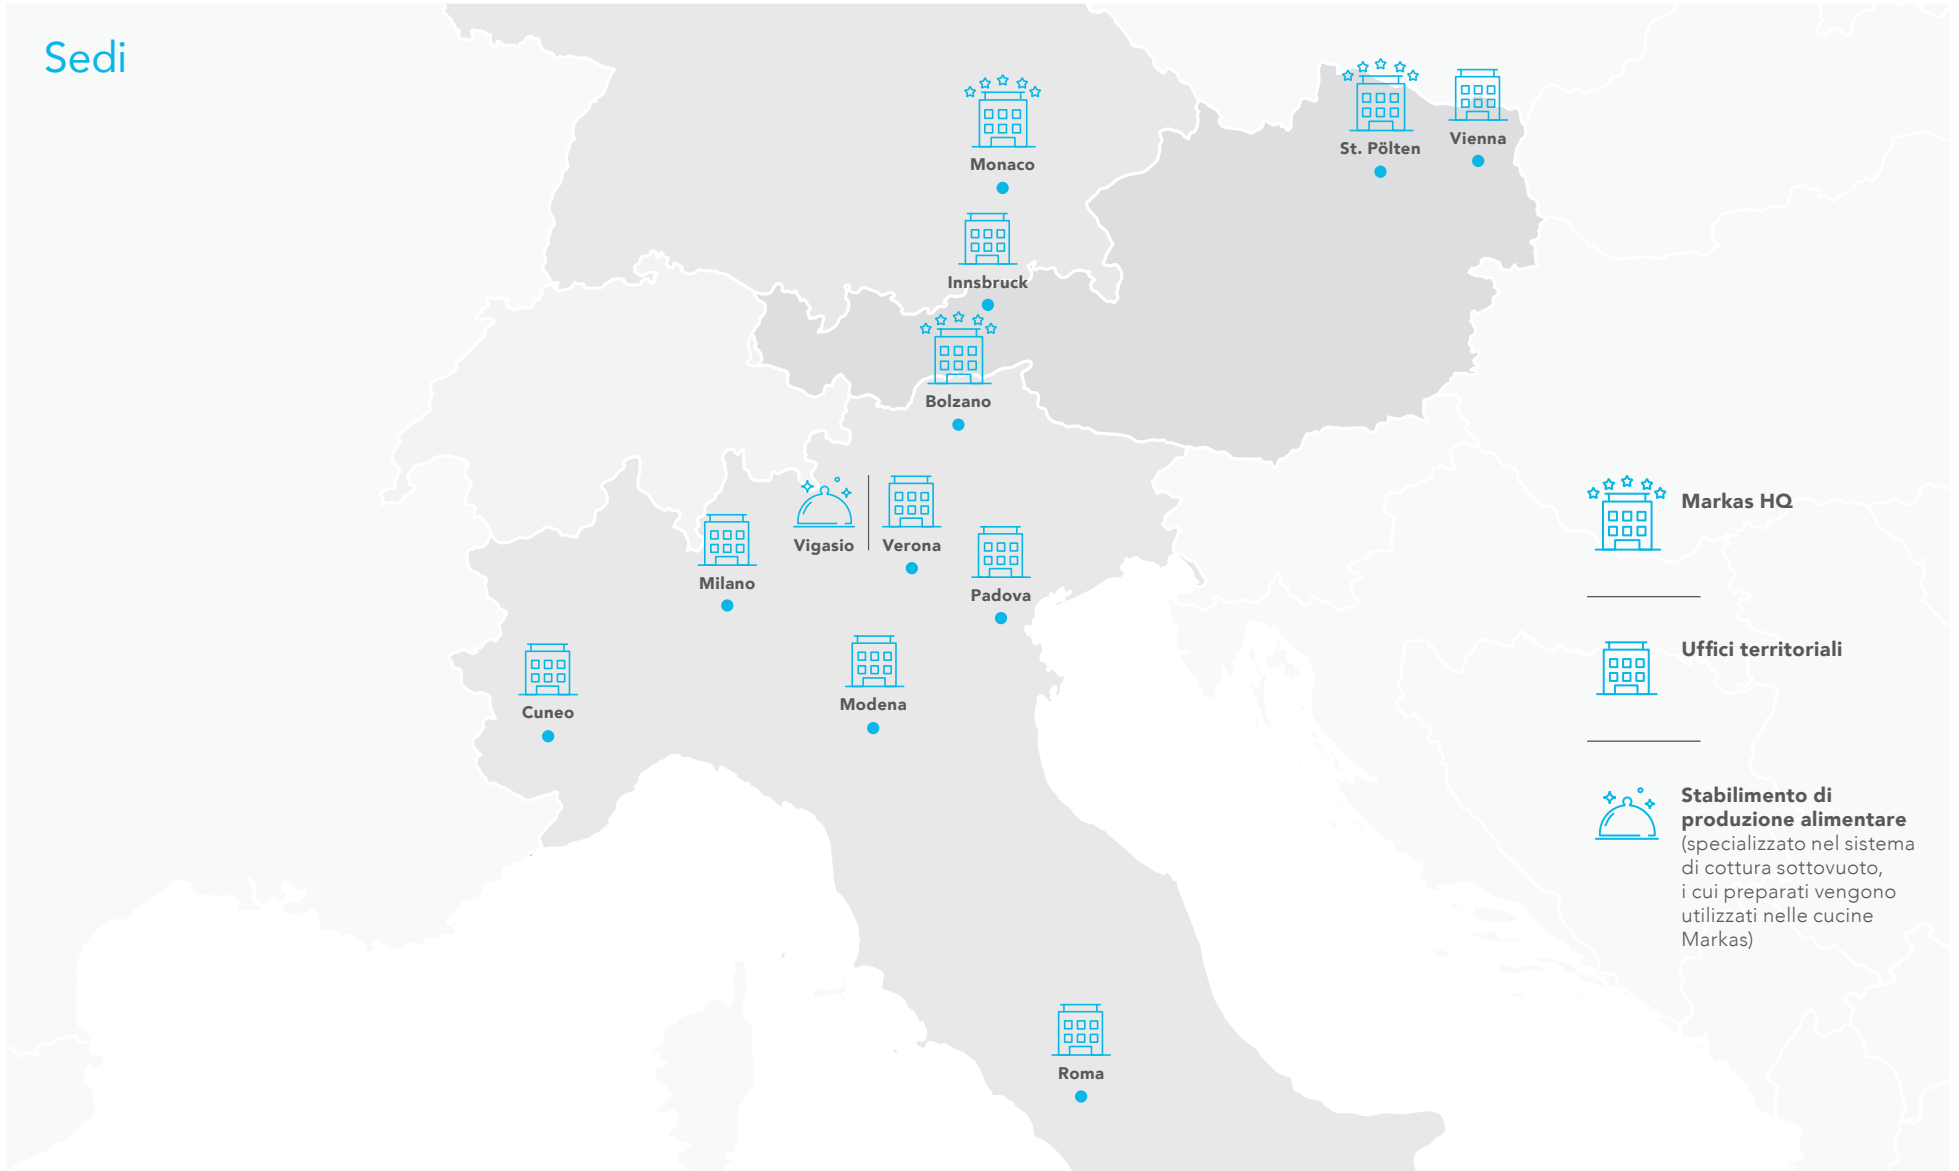 Sedi
Monaco
St. Pölten
Vienna
Innsbruck
Bolzano
Vigasio
Verona
Milano
Padova
Cuneo
Modena
Roma
Markas HQ
Uffici territoriali
Stabilimento di
produzione alimentare
(specializzato nel sistema
di cottura sottovuoto,
i cui preparati vengono
utilizzati nelle cucine
Markas)